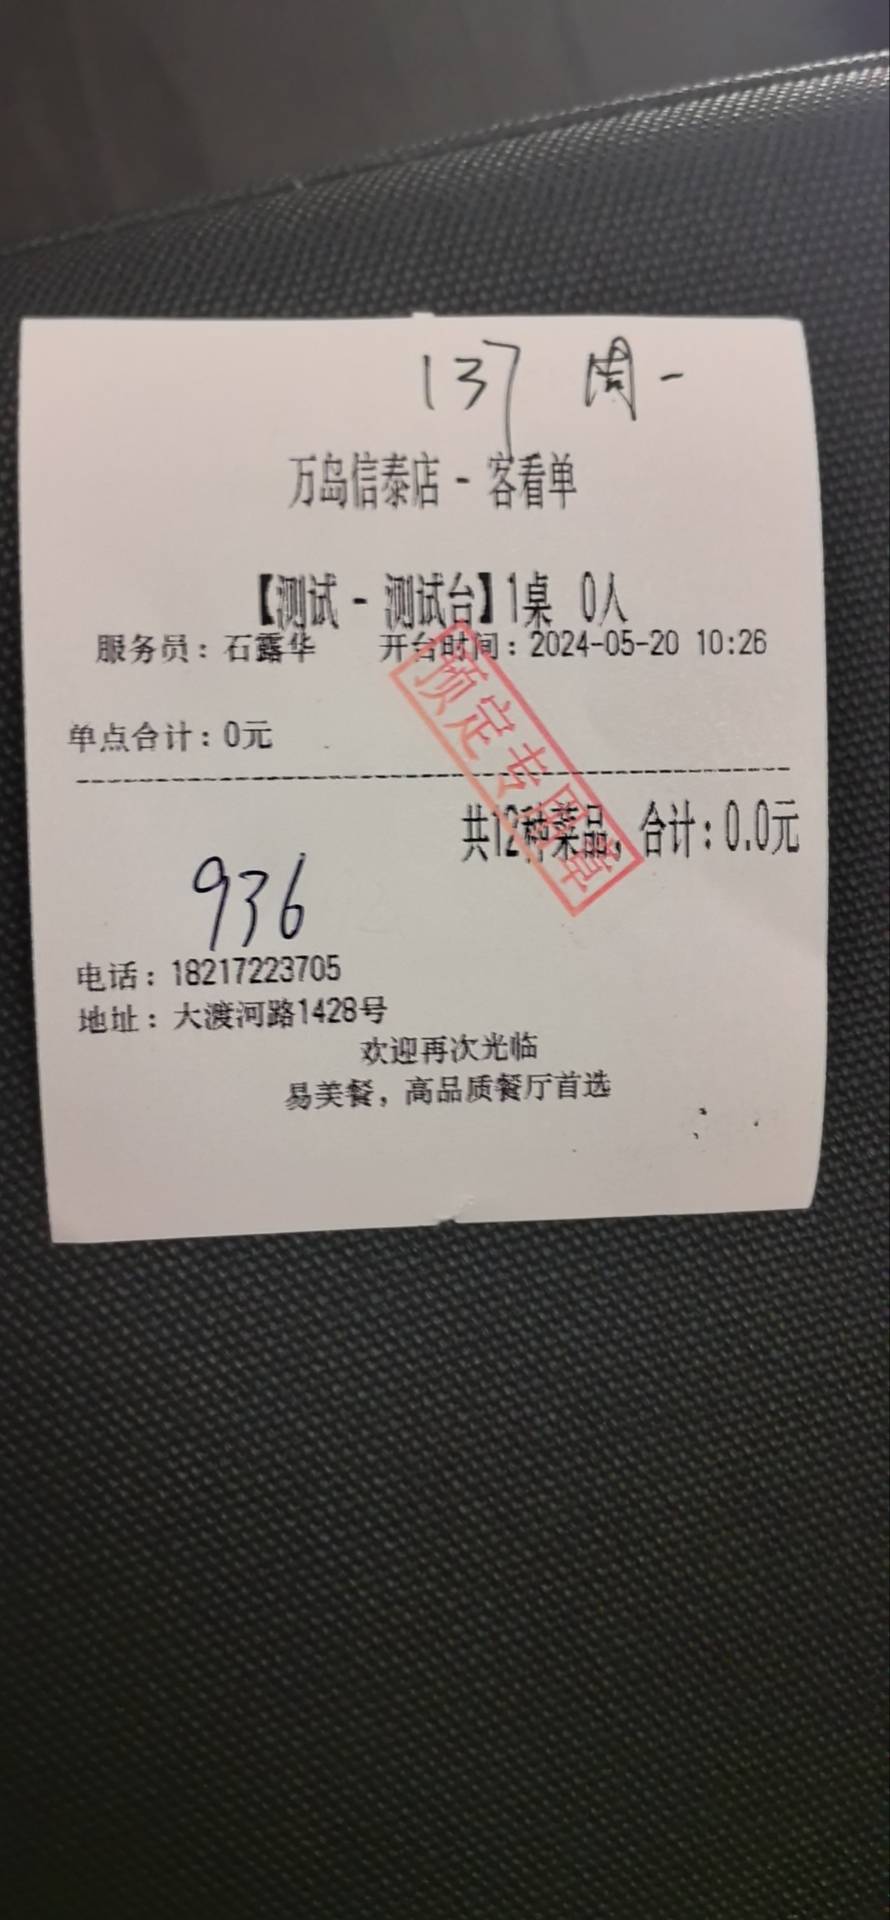 137 周一
万岛信泰店 - 客看单
【测试 - 测试台】1桌 0人
服务员：石露华 开台时间：2024-05-20 10:26
预定专用章
单点合计：0元
共12种菜品，合计：0.0元
936
电话：18217223705
地址：大渡河路1428号
欢迎再次光临
易美餐，高品质餐厅首选